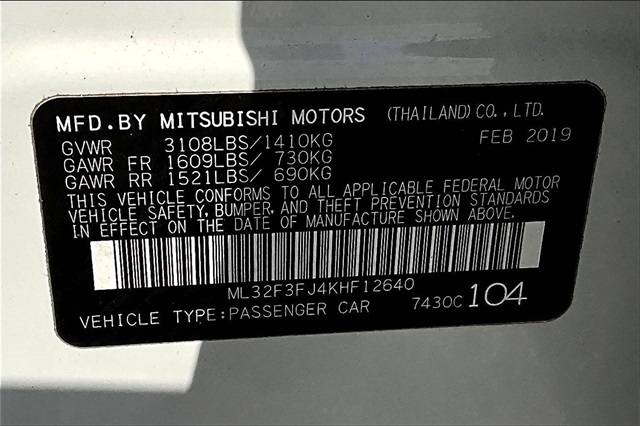 MFD.BY MITSUBISHI MOTORS (THAILAND)CO.,LTD.
GVWR 3108LBS/1410KG FEB 2019
GAWR FR 1609LBS/ 730KG
GAWR RR 1521LBS/ 690KG
THIS VEHICLE CONFORMS TO ALL APPLICABLE FEDERAL MOTOR
VEHICLE SAFETY, BUMPER, AND THEFT PREVENTION STANDARDS
IN EFFECT ON THE DATE OF MANUFACTURE SHOWN ABOVE.
ML32F3FJ4KHF12640
VEHICLE TYPE:PASSENGER CAR 7430C 104